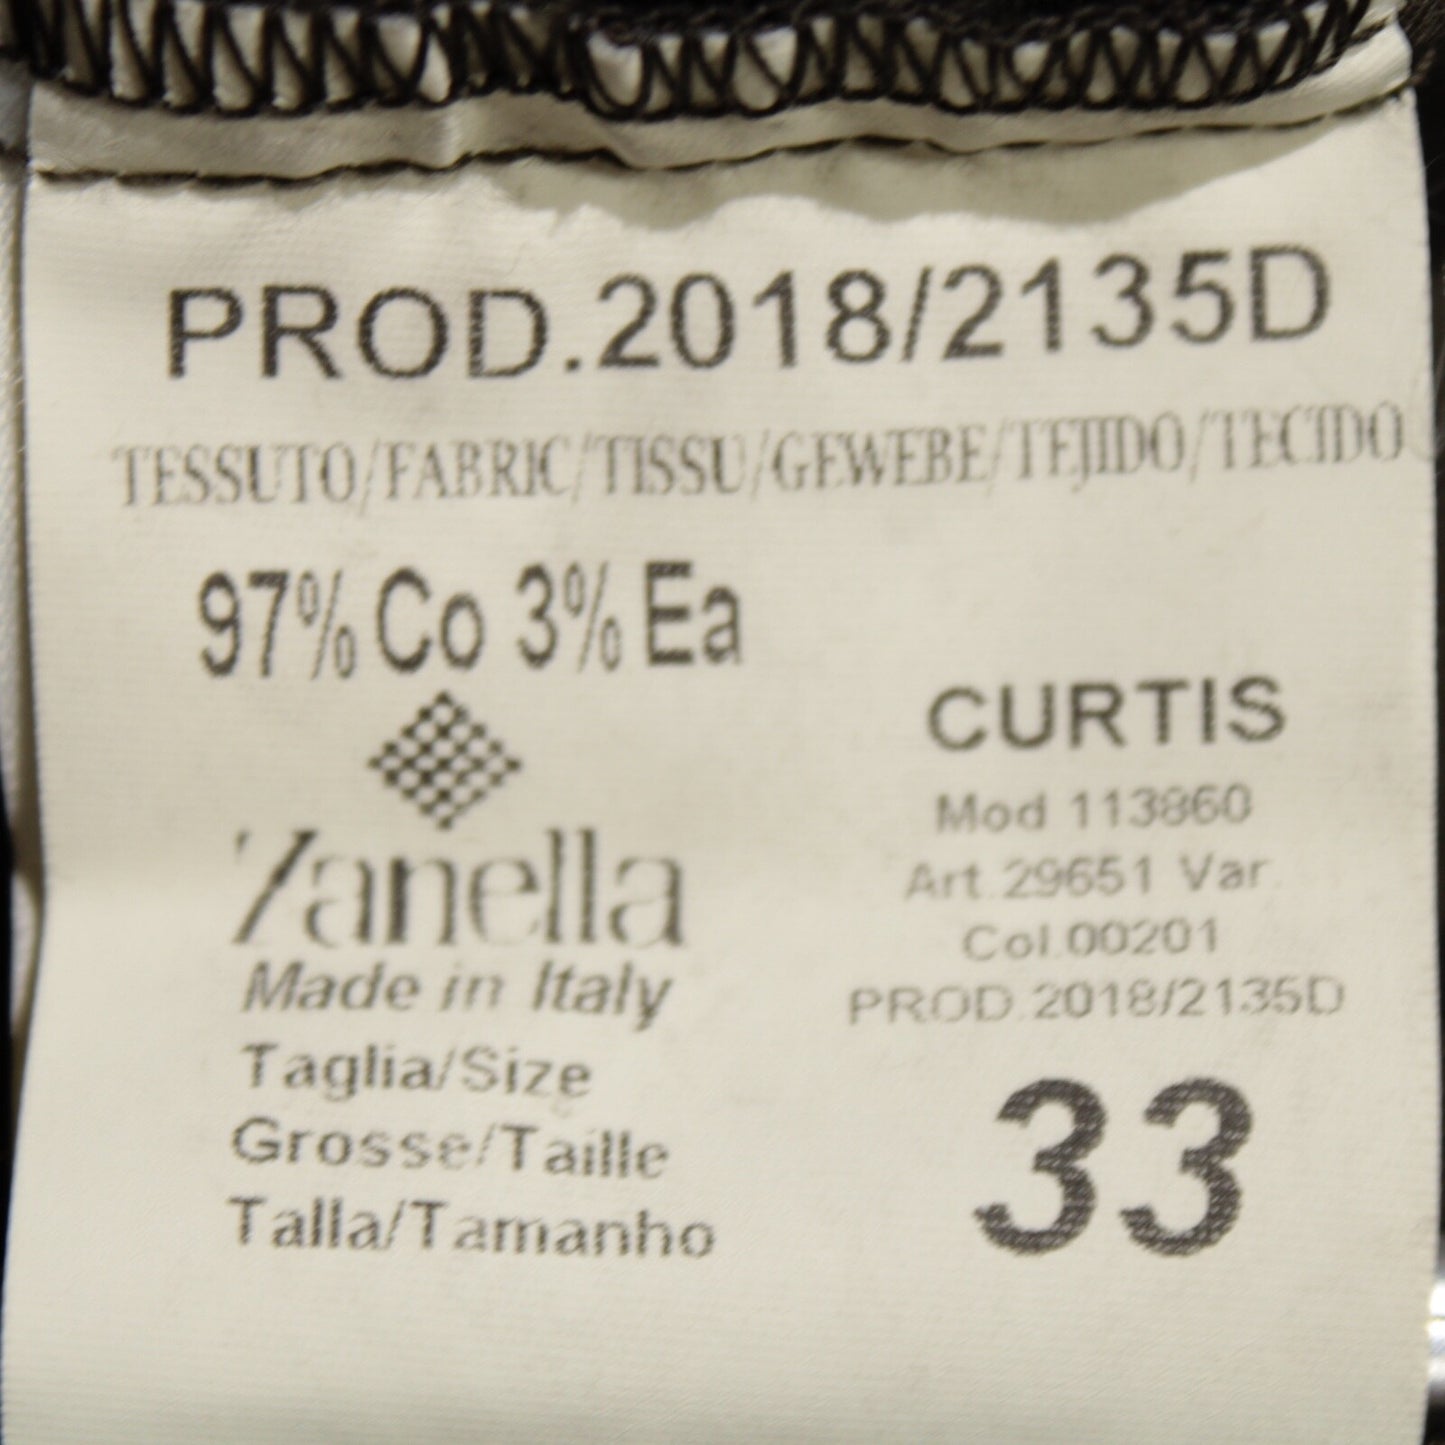 PROD.2018/2135D
TESSUTO/FABRIC/TISSU/GEWEBE/TEJIDO/TECIDO
97% Co 3% Ea
Zanella
Made in Italy
Taglia/Size
Grosse/Taille
Talla/Tamanho
CURTIS
Mod 113860
Art.29651 Var.
Col.00201
PROD.2018/2135D
33